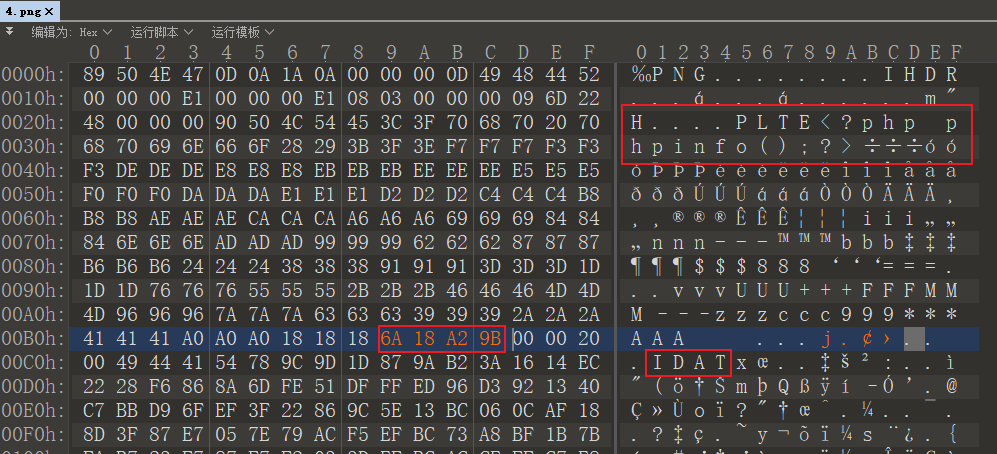 4.png ×
编辑为: Hex 运行脚本 运行模板
0 1 2 3 4 5 6 7 8 9 A B C D E F 0 1 2 3 4 5 6 7 8 9 A B C D E F
0000h: 89 50 4E 47 0D 0A 1A 0A 00 00 00 0D 49 48 44 52 ‰PNG........IHDR
0010h: 00 00 00 E1 00 00 00 E1 08 03 00 00 00 09 6D 22 ...á...á......m"
0020h: 48 00 00 00 90 50 4C 54 45 3C 3F 70 68 70 20 70 H....PLTE<?php p
0030h: 68 70 69 6E 66 6F 28 29 3B 3F 3E F7 F7 F7 F3 F3 hpinfo();?>÷÷÷óó
0040h: F3 DE DE DE E8 E8 E8 EB EB EB EE EE EE E5 E5 E5 óÞÞÞèèèëëëîîîååå
0050h: F0 F0 F0 DA DA DA E1 E1 E1 D2 D2 D2 C4 C4 C4 B8 ðððÚÚÚáááÒÒÒÄÄÄ¸
0060h: B8 B8 AE AE AE CA CA CA A6 A6 A6 69 69 69 84 84 ¸¸®®®ÊÊÊ¦¦¦iii„„
0070h: 84 6E 6E 6E AD AD AD 99 99 99 62 62 62 87 87 87 „nnn---™™™bbb‡‡‡
0080h: B6 B6 B6 24 24 24 38 38 38 91 91 91 3D 3D 3D 1D ¶¶¶$$$888‘‘‘===.
0090h: 1D 1D 76 76 76 55 55 55 2B 2B 2B 46 46 46 4D 4D ..vvvUUU+++FFFMM
00A0h: 4D 96 96 96 7A 7A 7A 63 63 63 39 39 39 2A 2A 2A M---zzzccc999***
00B0h: 41 41 41 A0 A0 A0 18 18 18 6A 18 A2 9B 00 00 20 AAA ...j.¢›..
00C0h: 00 49 44 41 54 78 9C 9D 1D 87 9A B2 3A 16 14 EC .IDATxœ..‡š²:..ì
00D0h: 22 28 F6 86 8A 6D FE 51 DF FF ED 96 D3 92 13 40 "(ö†ŠmþQßÿí–Ó’.@
00E0h: C7 BB D9 6F EF 3F 22 86 9C 5E 13 BC 06 0C AF 18 Ç»Ùoï?"†œ^.¼..¯.
00F0h: 8D 3F 87 E7 05 7E 79 AC F5 EF BC 73 A8 BF 1B 7B .?‡ç.~y¬õï¼s¨¿.{